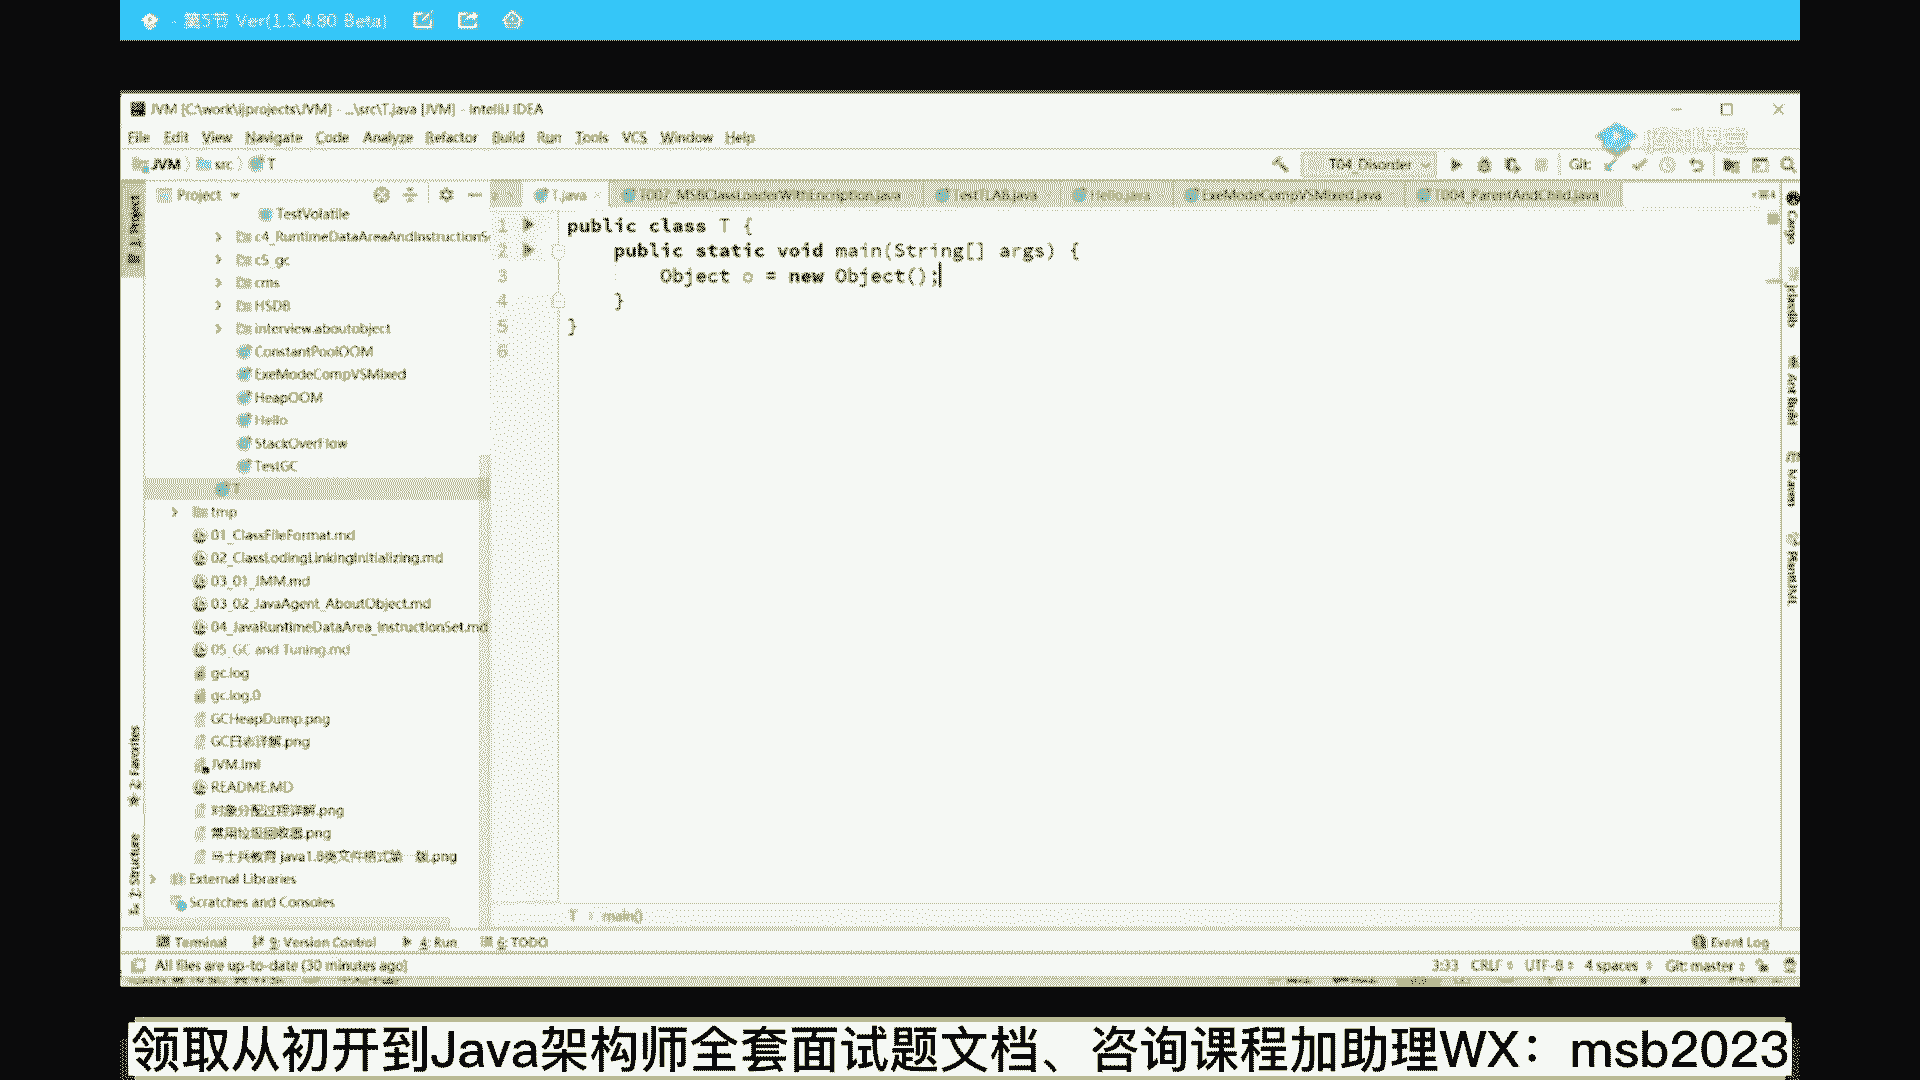 - 第5节 Ver(1.5.4.90 Beta)
JVM [C:\work\ijprojects\JVM] - ...\src\T.java [JVM] - IntelliJ IDEA
File Edit View Navigate Code Analyze Refactor Build Run Tools VCS Window Help
腾讯课堂
JVM src T
T04_Disorder Git:
Project
T.java T007_MSBClassLoaderWithEncription.java TestTLAB.java Hello.java ExeModeCompVSMixed.java T004_ParentAndChild.java
TestVolatile
c4_RuntimeDataAreaAndInstructionS
c5_gc
cms
HSDB
interview.aboutobject
ConstantPoolOOM
ExeModeCompVSMixed
HeapOOM
Hello
StackOverFlow
TestGC
T
tmp
01_ClassFileFormat.md
02_ClassLodingLinkingInitializing.md
03_01_JMM.md
03_02_JavaAgent_AboutObject.md
04_JavaRuntimeDataArea_InstructionSet.md
05_GC and Tuning.md
gc.log
gc.log.0
GCHeapDump.png
GC日志详解.png
JVM.iml
README.MD
对象分配过程详解.png
常用垃圾回收器.png
马士兵教育 java1.8类文件格式第一版.png
External Libraries
Scratches and Consoles
1 public class T {
2 public static void main(String[] args) {
3 Object o = new Object();
4 }
5 }
6
T main()
1: Project
2: Favorites
7: Structure
Ant Build
Maven
Terminal 9: Version Control 4: Run 6: TODO Event Log
All files are up-to-date (30 minutes ago) 3:33 CRLF UTF-8 4 spaces Git: master
领取从初开到Java架构师全套面试题文档、咨询课程加助理WX：msb2023